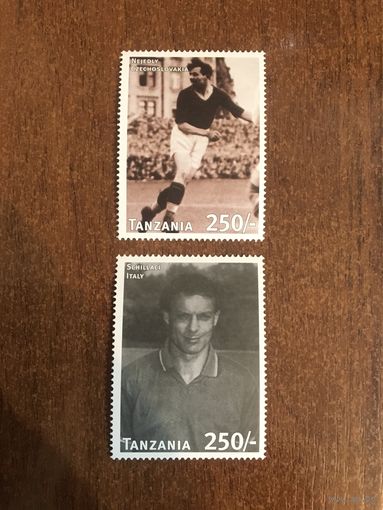 NEJEDLY
CZECHOSLOVAKIA
TANZANIA 250/-
SCHILLACI
ITALY
TANZANIA 250/-